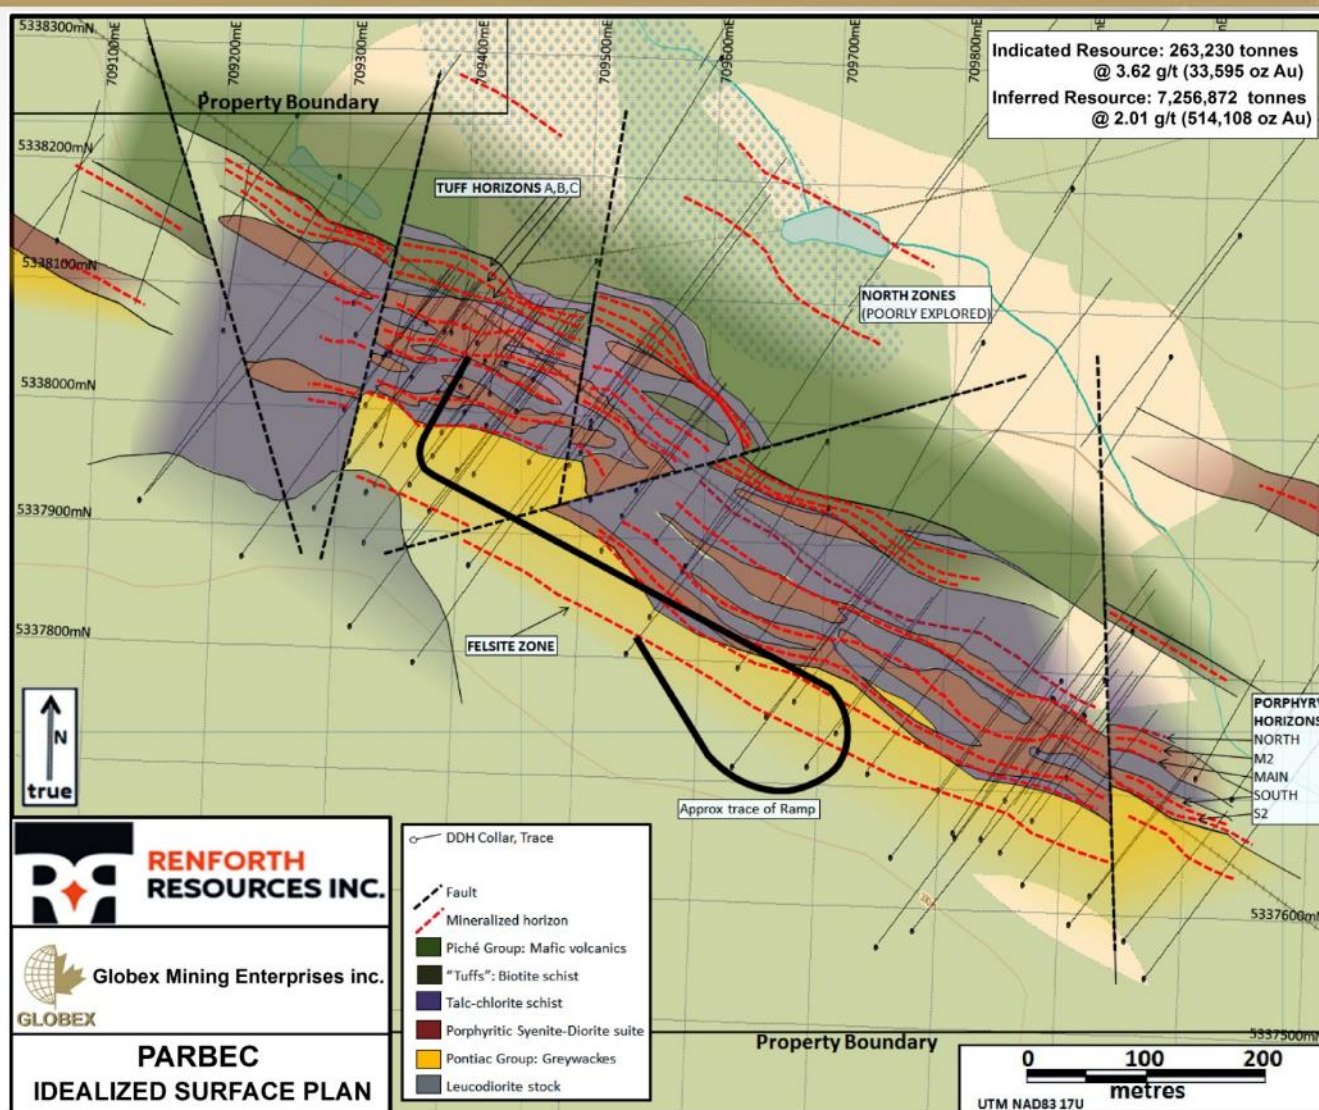 5338300mN
709100mE
709200mE
709300mE
709400mE
709500mE
709600mE
709700mE
709800mE
Indicated Resource: 263,230 tonnes
@ 3.62 g/t (33,595 oz Au)
Inferred Resource: 7,256,872 tonnes
@ 2.01 g/t (514,108 oz Au)
Property Boundary
5338200mN
TUFF HORIZONS A,B,C
5338100mN
NORTH ZONES
(POORLY EXPLORED)
5338000mN
5337900mN
5337800mN
FELSITE ZONE
N
true
PORPHYRY
HORIZONS
NORTH
M2
MAIN
SOUTH
S2
Approx trace of Ramp
RENFORTH
RESOURCES INC.
GLOBEX
Globex Mining Enterprises inc.
PARBEC
IDEALIZED SURFACE PLAN
DDH Collar, Trace
Fault
Mineralized horizon
Piché Group: Mafic volcanics
"Tuffs": Biotite schist
Talc-chlorite schist
Porphyritic Syenite-Diorite suite
Pontiac Group: Greywackes
Leucodiorite stock
5337600mN
5337500mN
Property Boundary
0 100 200
metres
UTM NAD83 17U